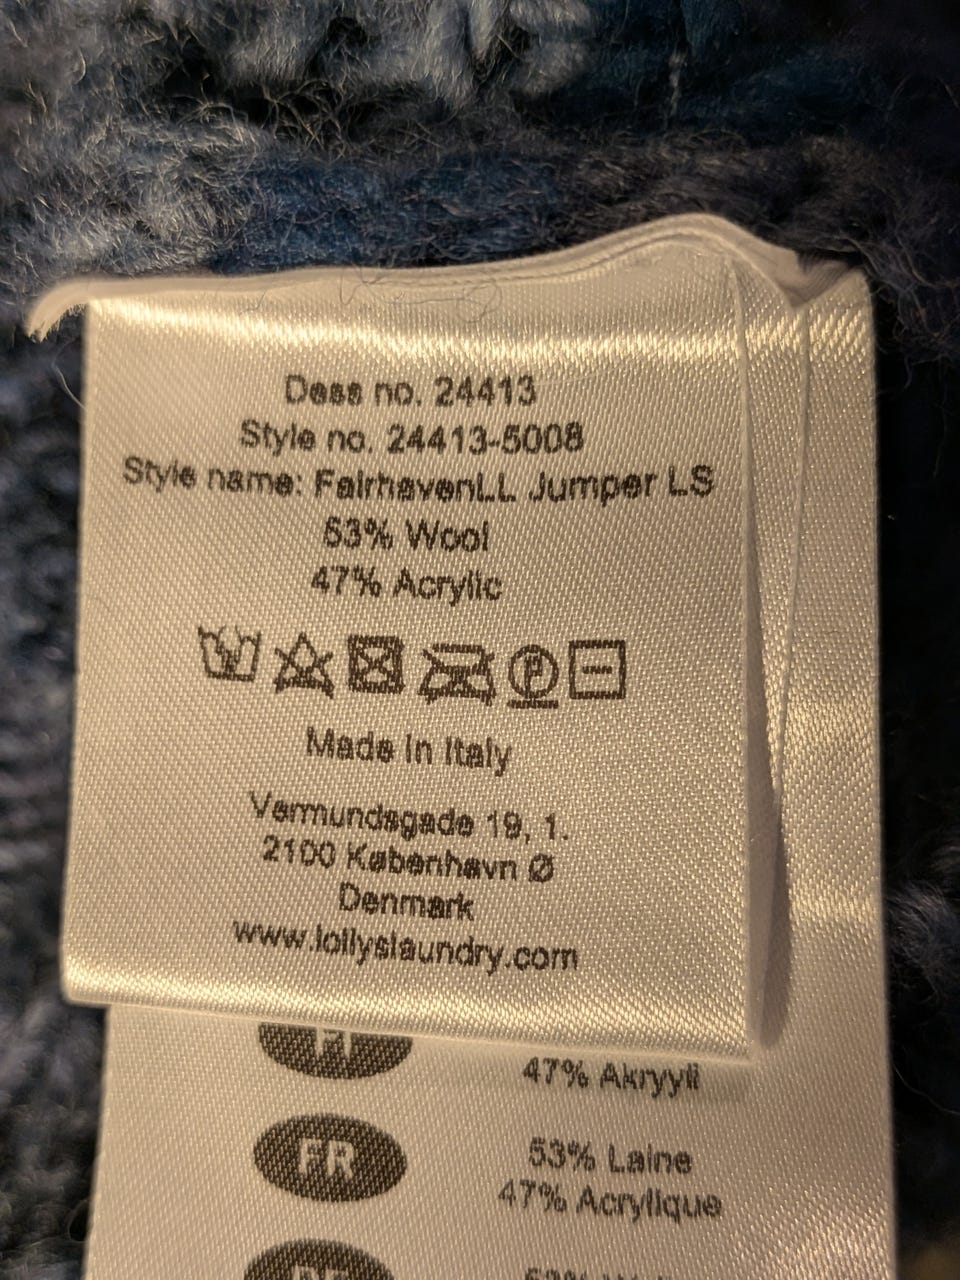 Dess no. 24413
Style no. 24413-5008
Style name: FairhavenLL Jumper LS
53% Wool
47% Acrylic
P
Made in Italy
Vermundsgade 19, 1.
2100 København Ø
Denmark
www.lollyslaundry.com
FI
47% Akryyli
FR
53% Laine
47% Acrylique